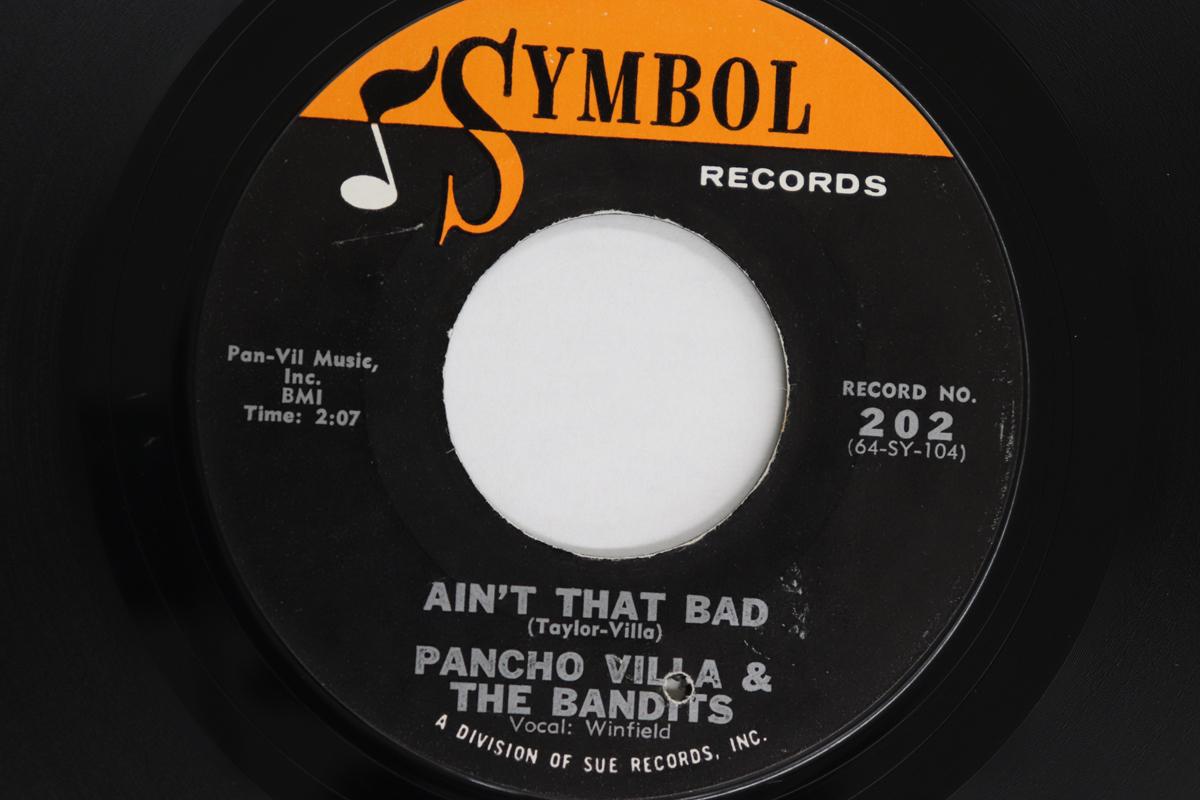 SYMBOL
RECORDS
Pan-Vil Music,
Inc.
BMI
Time: 2:07
RECORD NO.
202
(64-SY-104)
AIN'T THAT BAD
(Taylor-Villa)
PANCHO VILLA &
THE BANDITS
Vocal: Winfield
A DIVISION OF SUE RECORDS, INC.